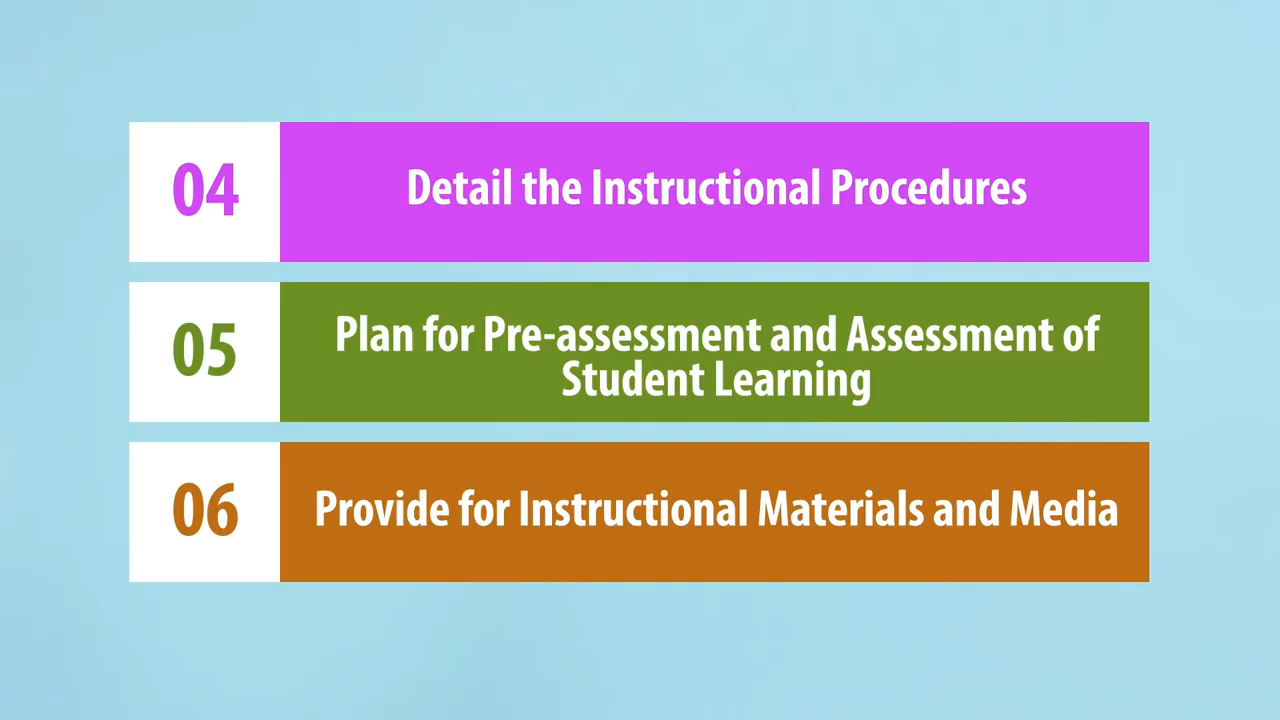 04
Detail the Instructional Procedures
05
Plan for Pre-assessment and Assessment of
Student Learning
06
Provide for Instructional Materials and Media